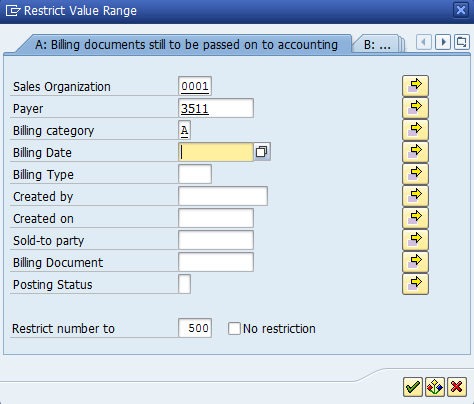 Restrict Value Range
A: Billing documents still to be passed on to accounting B: ...
Sales Organization 0001
Payer 3511
Billing category A
Billing Date
Billing Type
Created by
Created on
Sold-to party
Billing Document
Posting Status
Restrict number to 500 No restriction